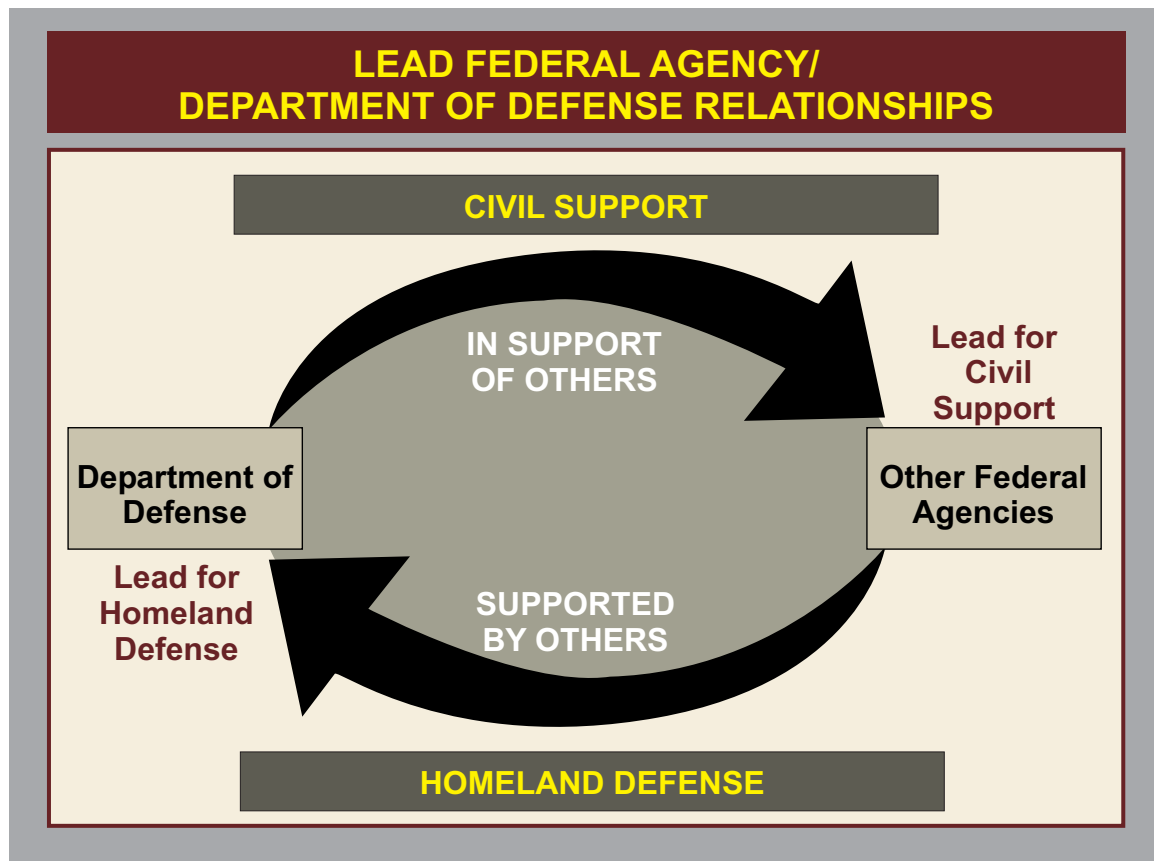 LEAD FEDERAL AGENCY/
DEPARTMENT OF DEFENSE RELATIONSHIPS
CIVIL SUPPORT
IN SUPPORT
OF OTHERS
Lead for
Civil
Support
Department of
Defense
Other Federal
Agencies
Lead for
Homeland
Defense
SUPPORTED
BY OTHERS
HOMELAND DEFENSE